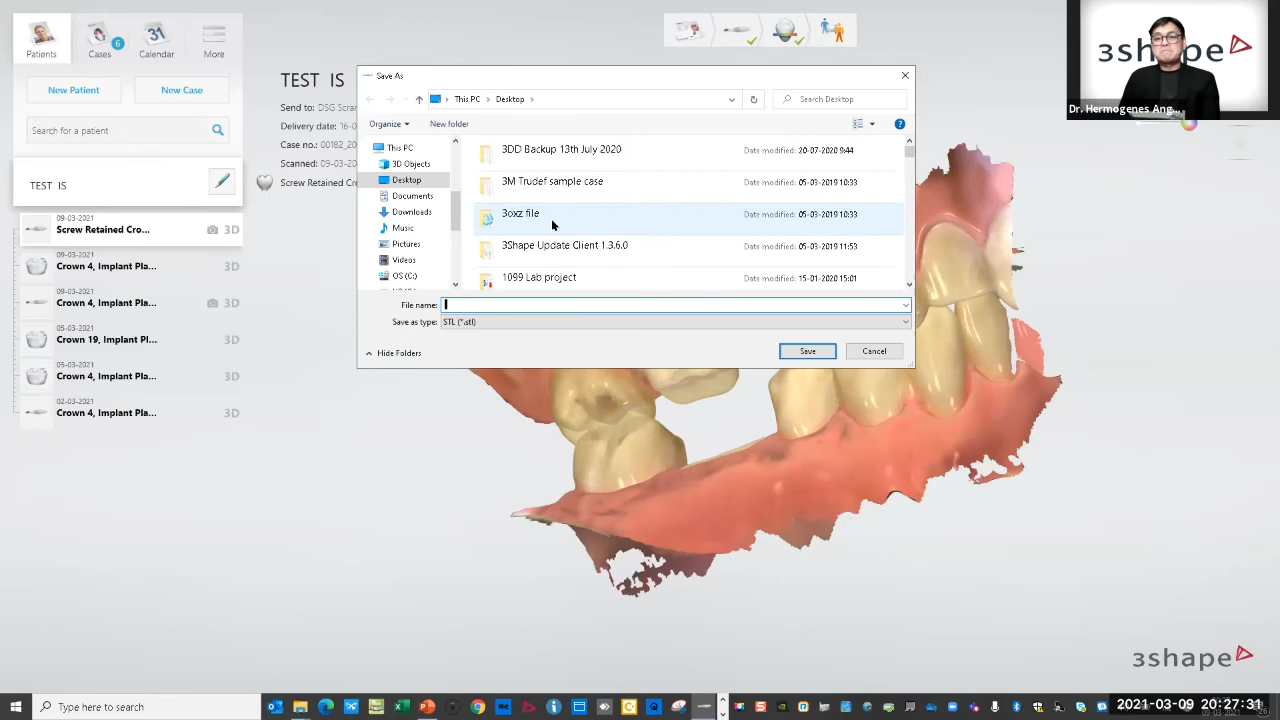 Patients
Cases
6
31
Calendar
More
New Patient
New Case
Search for a patient
TEST IS
09-03-2021
Screw Retained Cro...
3D
09-03-2021
Crown 4, Implant Pla...
3D
09-03-2021
Crown 4, Implant Pla...
3D
05-03-2021
Crown 19, Implant Pl...
3D
05-03-2021
Crown 4, Implant Pla...
3D
02-03-2021
Crown 4, Implant Pla...
3D
TEST IS
Send to: DSG Scar
Delivery date: 16-0
Case no.: 00182_20
Scanned: 09-03-20
Screw Retained Cr
Save As
This PC > Desktop >
Search Desktop
Organize
New folder
This PC
3D Objects
Desktop
Documents
Downloads
Music
Pictures
Videos
OS (C:)
3DD Backup 13th July 2020
Date modified: 20-07-2020 9:44
3M Trudef sample case
Date modified: 05-03-2019 10:33
3oxz file
Date modified: 05-03-2019 10:33
3Shape Update Client 1.3.6.0
Date modified: 05-03-2019 11:53
1099 Lab project
Date modified: 15-01-2020 15:01
File name:
Save as type: STL (*.stl)
Hide Folders
Save
Cancel
3shape
Dr. Hermogenes Ang...
3shape
Type here to search
2021-03-09 20:27:31